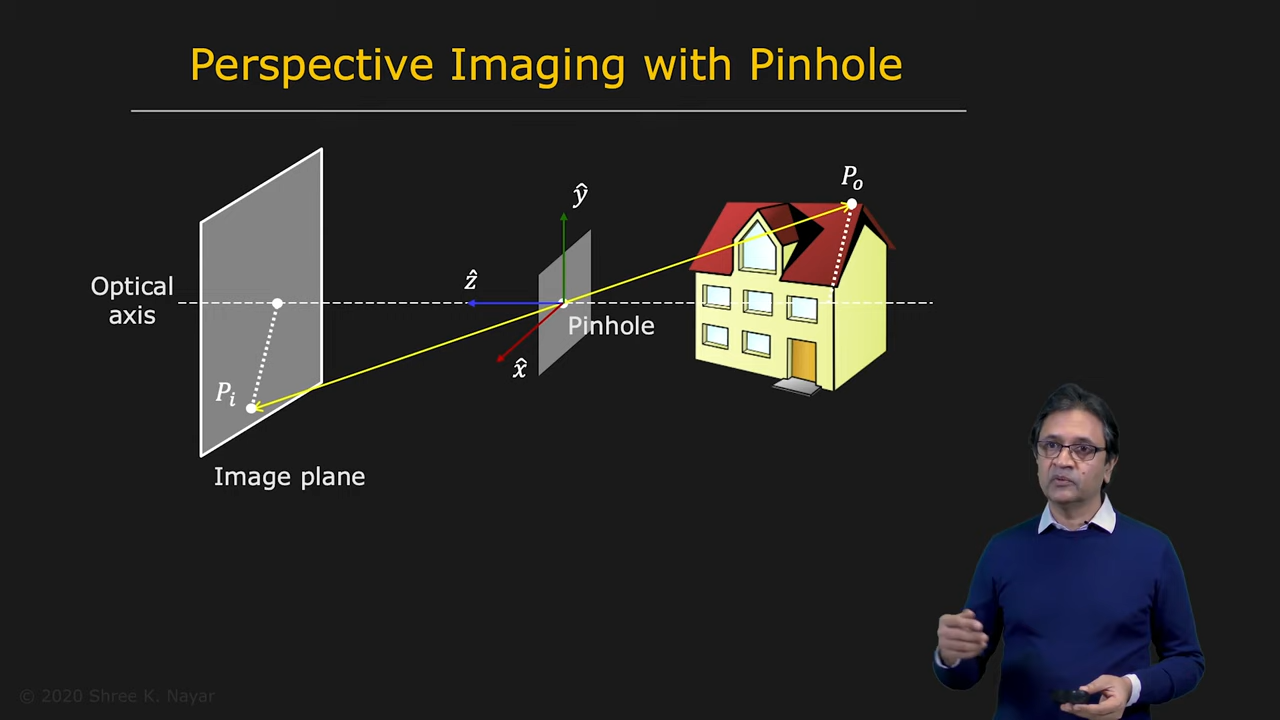 Perspective Imaging with Pinhole
Pₒ
ŷ
ẑ
Optical
axis
Pinhole
x̂
Pᵢ
Image plane
© 2020 Shree K. Nayar